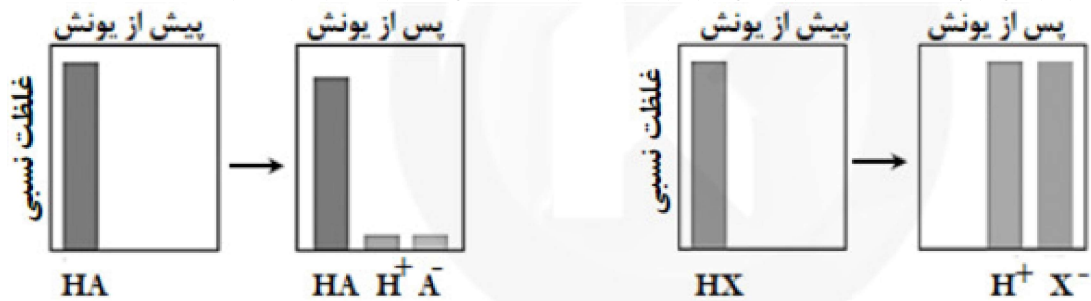 پیش از یونش پس از یونش پیش از یونش پس از یونش
غلظت نسبی غلظت نسبی
HA HA H⁺ A⁻ HX H⁺ X⁻